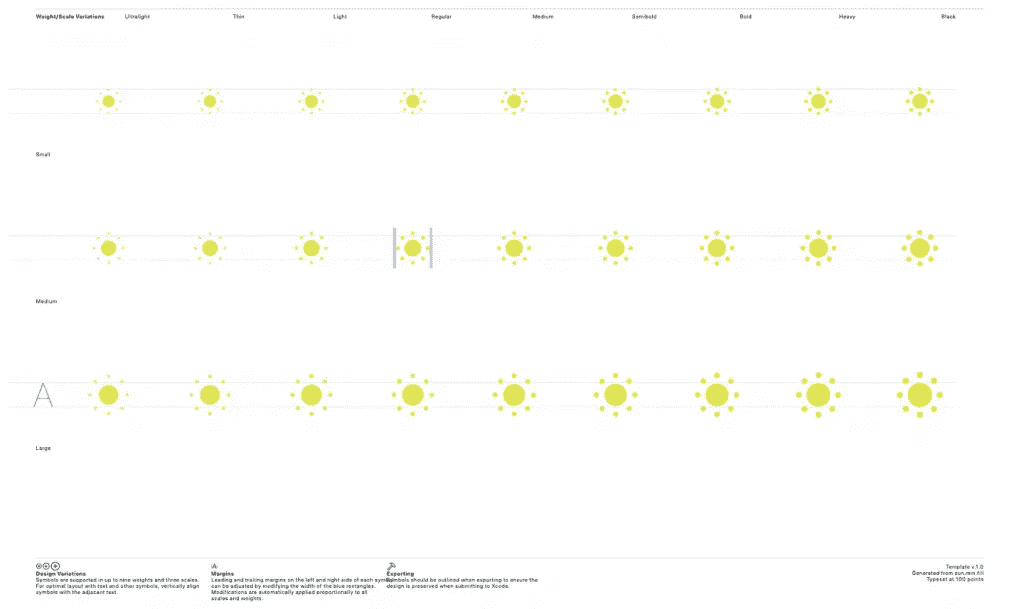 Weight/Scale Variations Ultralight Thin Light Regular Medium Semibold Bold Heavy Black
Small
Medium
A
Large
Design Variations
Symbols are supported in up to nine weights and three scales.
For optimal layout with text and other symbols, vertically align
symbols with the adjacent text.
Margins
Leading and trailing margins on the left and right side of each symbol
can be adjusted by modifying the width of the blue rectangles.
Modifications are automatically applied proportionally to all
scales and weights.
Exporting
Symbols should be outlined when exporting to ensure the
design is preserved when submitting to Xcode.
Template v.1.0
Generated from sun.min.fill
Typeset at 100 points